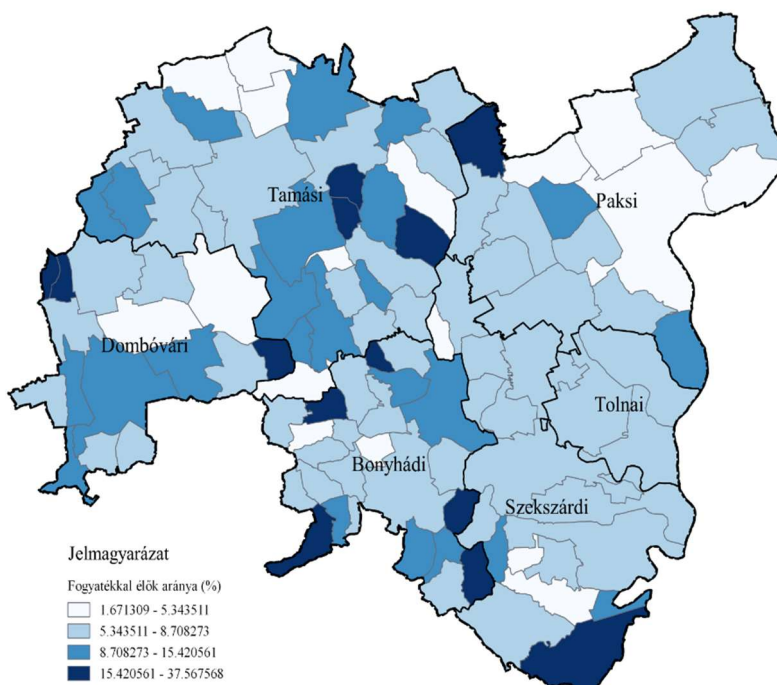 Tamási
Paksi
Dombóvári
Tolnai
Bonyhádi
Szekszárdi
Jelmagyarázat
Fogyatékkal élők aránya (%)
1.671309 - 5.343511
5.343511 - 8.708273
8.708273 - 15.420561
15.420561 - 37.567568